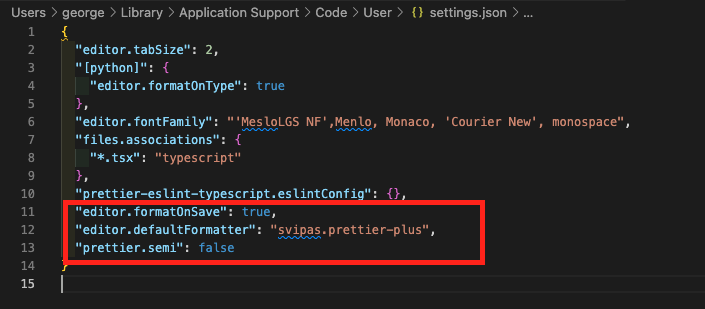 Users > george > Library > Application Support > Code > User > {} settings.json > ...
1 {
2 "editor.tabSize": 2,
3 "[python]": {
4 "editor.formatOnType": true
5 },
6 "editor.fontFamily": "'MesloLGS NF',Menlo, Monaco, 'Courier New', monospace",
7 "files.associations": {
8 "*.tsx": "typescript"
9 },
10 "prettier-eslint-typescript.eslintConfig": {},
11 "editor.formatOnSave": true,
12 "editor.defaultFormatter": "svipas.prettier-plus",
13 "prettier.semi": false
14 }
15